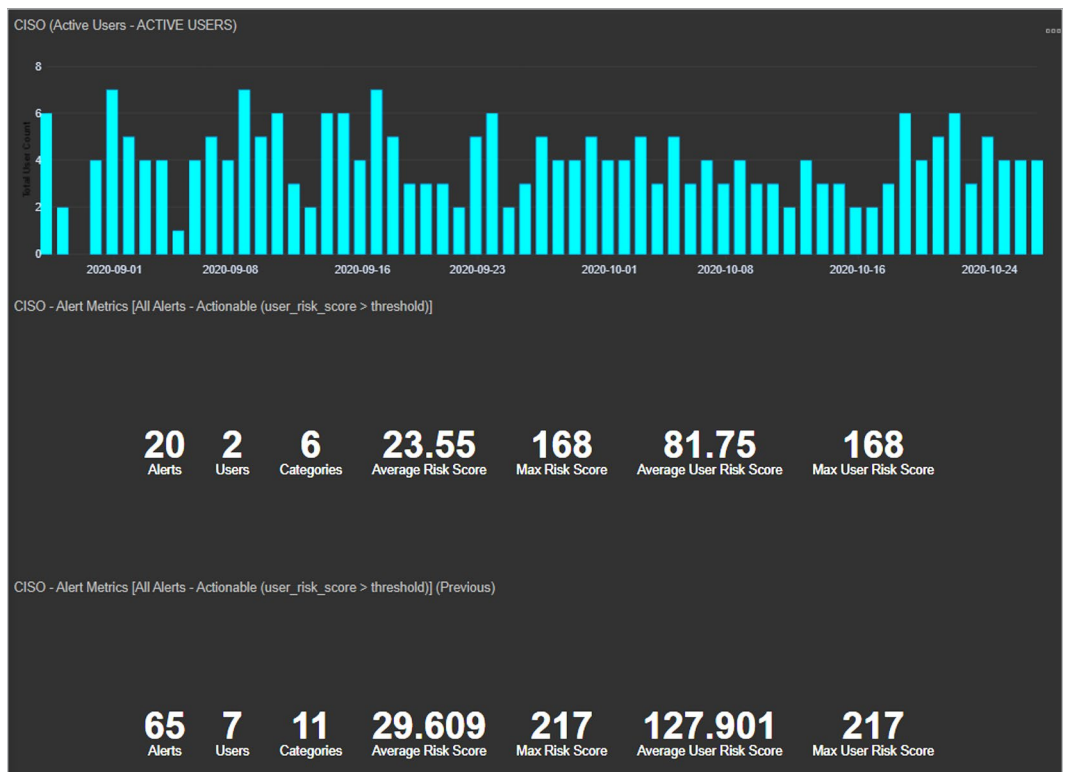 CISO (Active Users - ACTIVE USERS)
8
6
4
2
0
Total User Count
2020-09-01 2020-09-08 2020-09-16 2020-09-23 2020-10-01 2020-10-08 2020-10-16 2020-10-24
CISO - Alert Metrics [All Alerts - Actionable (user_risk_score > threshold)]
20 2 6 23.55 168 81.75 168
Alerts Users Categories Average Risk Score Max Risk Score Average User Risk Score Max User Risk Score
CISO - Alert Metrics [All Alerts - Actionable (user_risk_score > threshold)] (Previous)
65 7 11 29.609 217 127.901 217
Alerts Users Categories Average Risk Score Max Risk Score Average User Risk Score Max User Risk Score